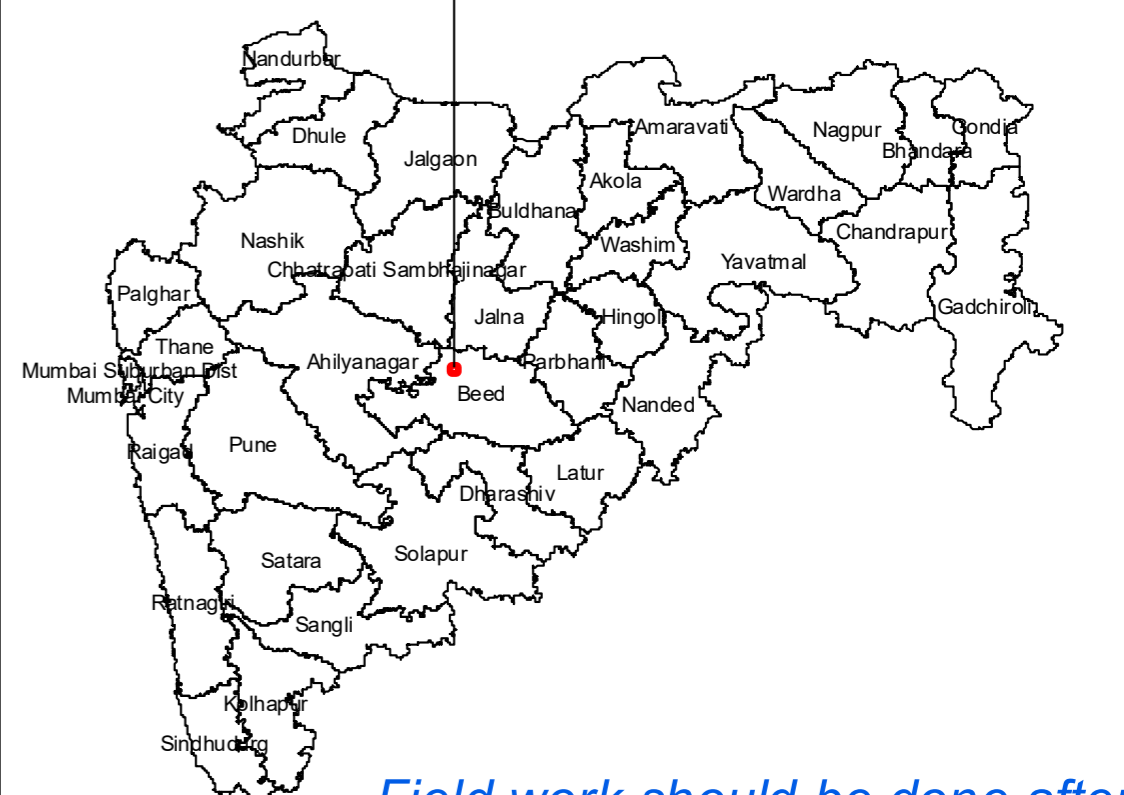 Nandurbar
Dhule
Jalgaon
Amaravati
Nagpur
Gondia
Bhandara
Akola
Buldhana
Wardha
Nashik
Washim
Chandrapur
Chhatrapati Sambhajinagar
Yavatmal
Palghar
Jalna
Hingoli
Gadchiroli
Thane
Ahilyanagar
Parbhani
Mumbai Suburban Dist
Mumbai City
Beed
Nanded
Raigad
Pune
Latur
Dharashiv
Satara
Solapur
Ratnagiri
Sangli
Kolhapur
Sindhudurg
Field work should be done after